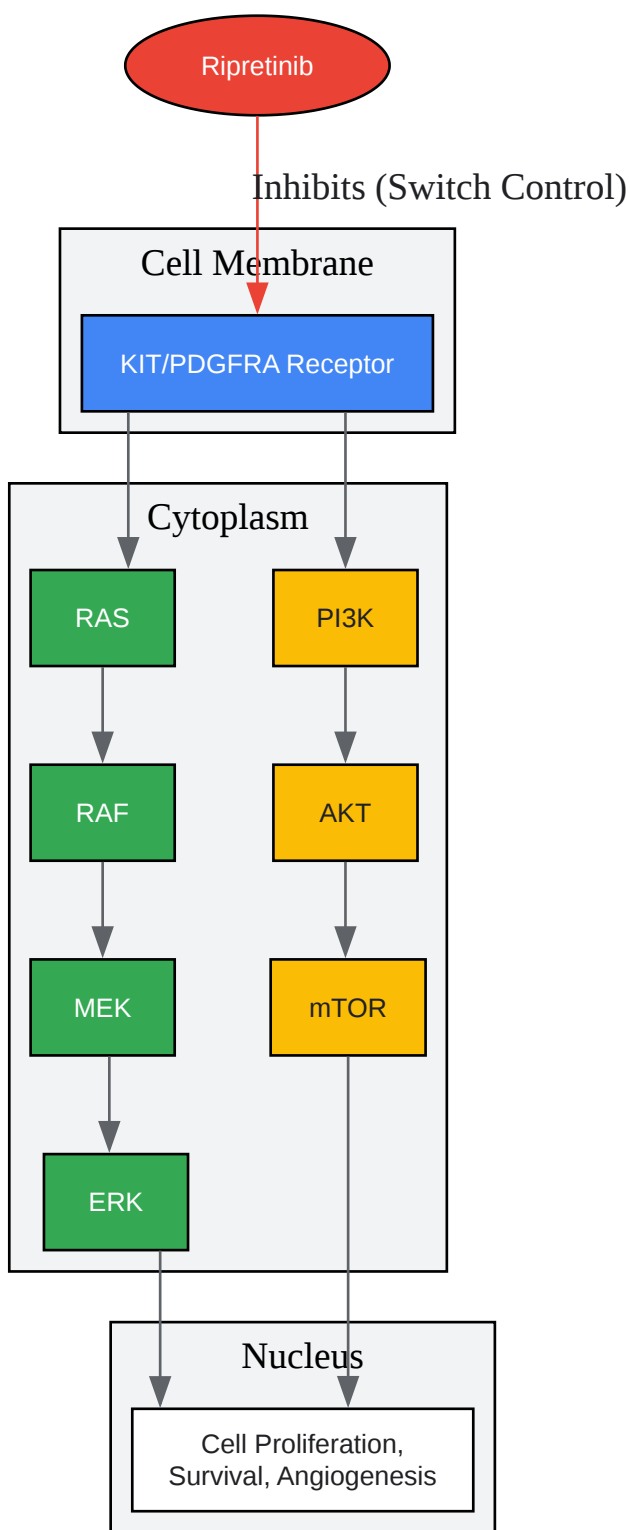 Ripretinib
Inhibits (Switch Control)
Cell Membrane
KIT/PDGFRA Receptor
Cytoplasm
RAS
PI3K
RAF
AKT
MEK
mTOR
ERK
Nucleus
Cell Proliferation,
Survival, Angiogenesis